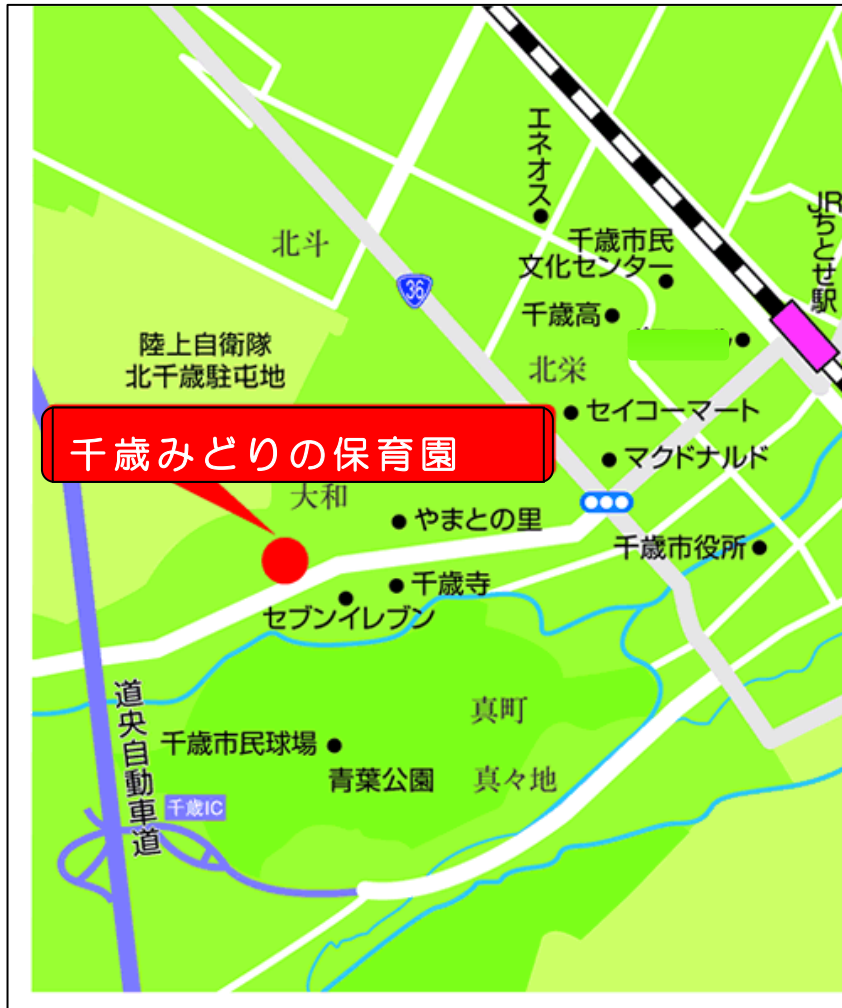 エネオス
JRちとせ駅
千歳市民
文化センター
北斗
36
千歳高
陸上自衛隊
北千歳駐屯地
北栄
セイコーマート
千歳みどりの保育園
マクドナルド
大和
やまとの里
千歳市役所
千歳寺
セブンイレブン
道央自動車道
真町
千歳市民球場
青葉公園
真々地
千歳IC